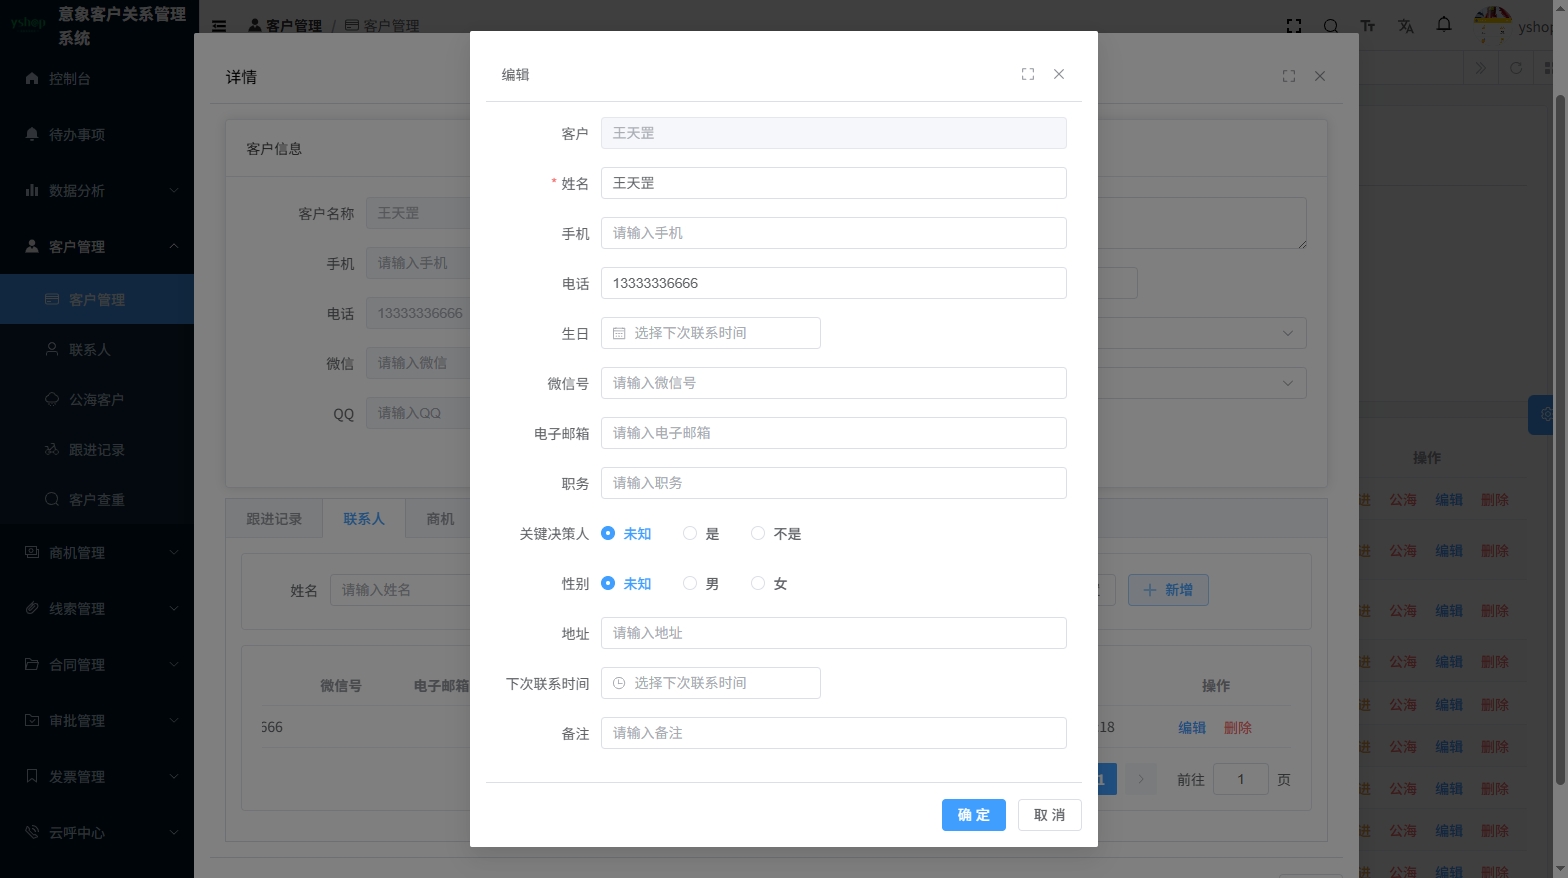 yshop
意象客户关系管理
系统
控制台
待办事项
数据分析
客户管理
客户管理
联系人
公海客户
跟进记录
客户查重
商机管理
线索管理
合同管理
审批管理
发票管理
云呼中心
客户管理 / 客户管理
yshop
详情
客户信息
客户名称 王天罡
手机 请输入手机
电话 13333336666
微信 请输入微信
QQ 请输入QQ
跟进记录 联系人 商机
姓名 请输入姓名
新增
微信号 电子邮箱 操作
666 18 编辑 删除
1 前往 1 页
编辑
客户 王天罡
* 姓名 王天罡
手机 请输入手机
电话 13333336666
生日 选择下次联系时间
微信号 请输入微信号
电子邮箱 请输入电子邮箱
职务 请输入职务
关键决策人 未知 是 不是
性别 未知 男 女
地址 请输入地址
下次联系时间 选择下次联系时间
备注 请输入备注
确 定 取 消
操作
进 公海 编辑 删除
进 公海 编辑 删除
进 公海 编辑 删除
进 公海 编辑 删除
进 公海 编辑 删除
进 公海 编辑 删除
进 公海 编辑 删除
进 公海 编辑 删除
进 公海 编辑 删除